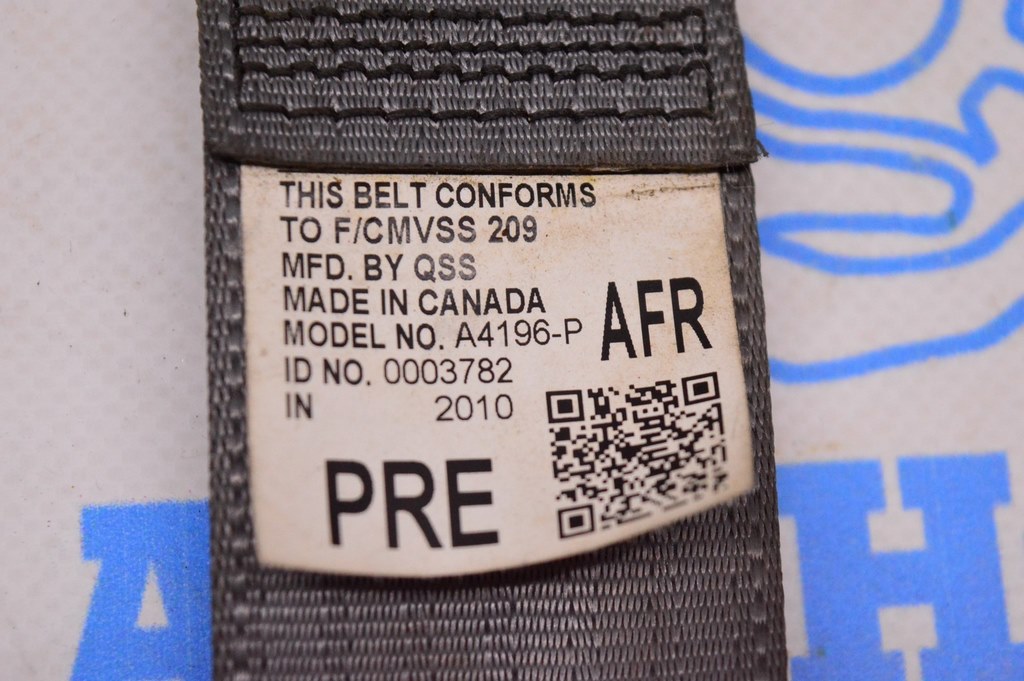 THIS BELT CONFORMS
TO F/CMVSS 209
MFD. BY QSS
MADE IN CANADA
MODEL NO. A4196-P
AFR
ID NO. 0003782
IN 2010
PRE
A
H